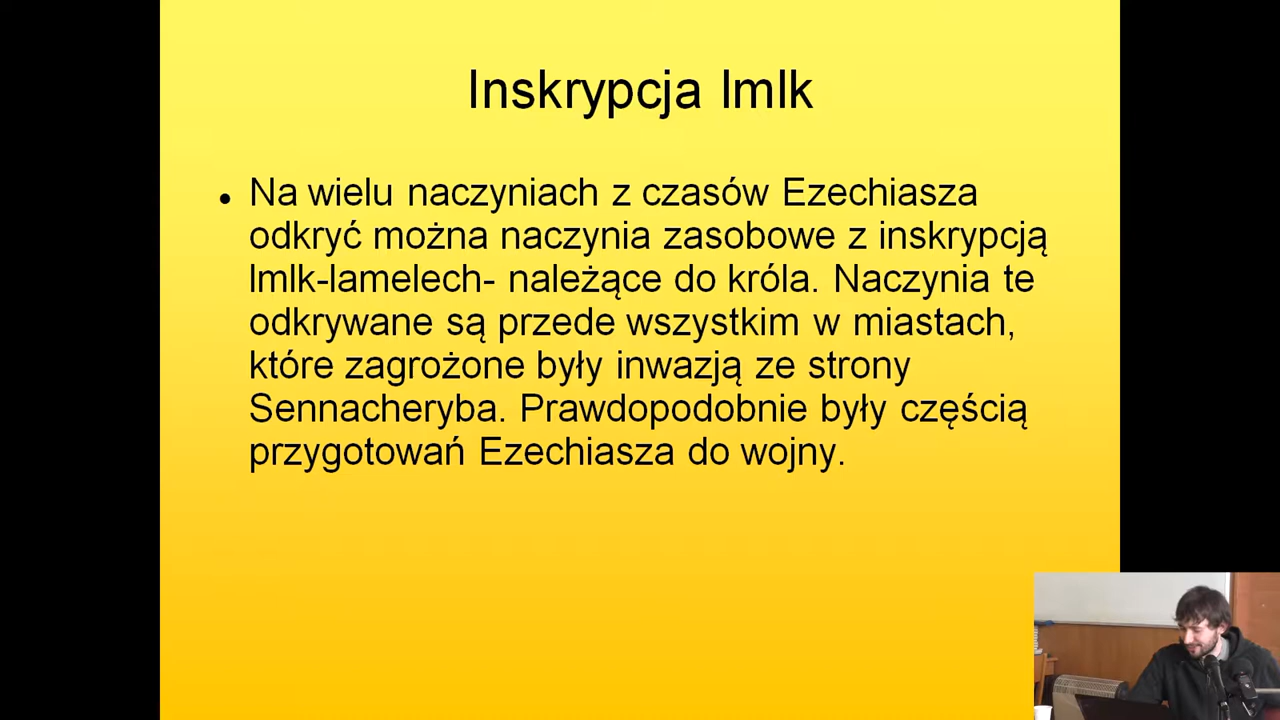 Inskrypcja lmlk
• Na wielu naczyniach z czasów Ezechiasza
odkryć można naczynia zasobowe z inskrypcją
lmlk-lamelech- należące do króla. Naczynia te
odkrywane są przede wszystkim w miastach,
które zagrożone były inwazją ze strony
Sennacheryba. Prawdopodobnie były częścią
przygotowań Ezechiasza do wojny.